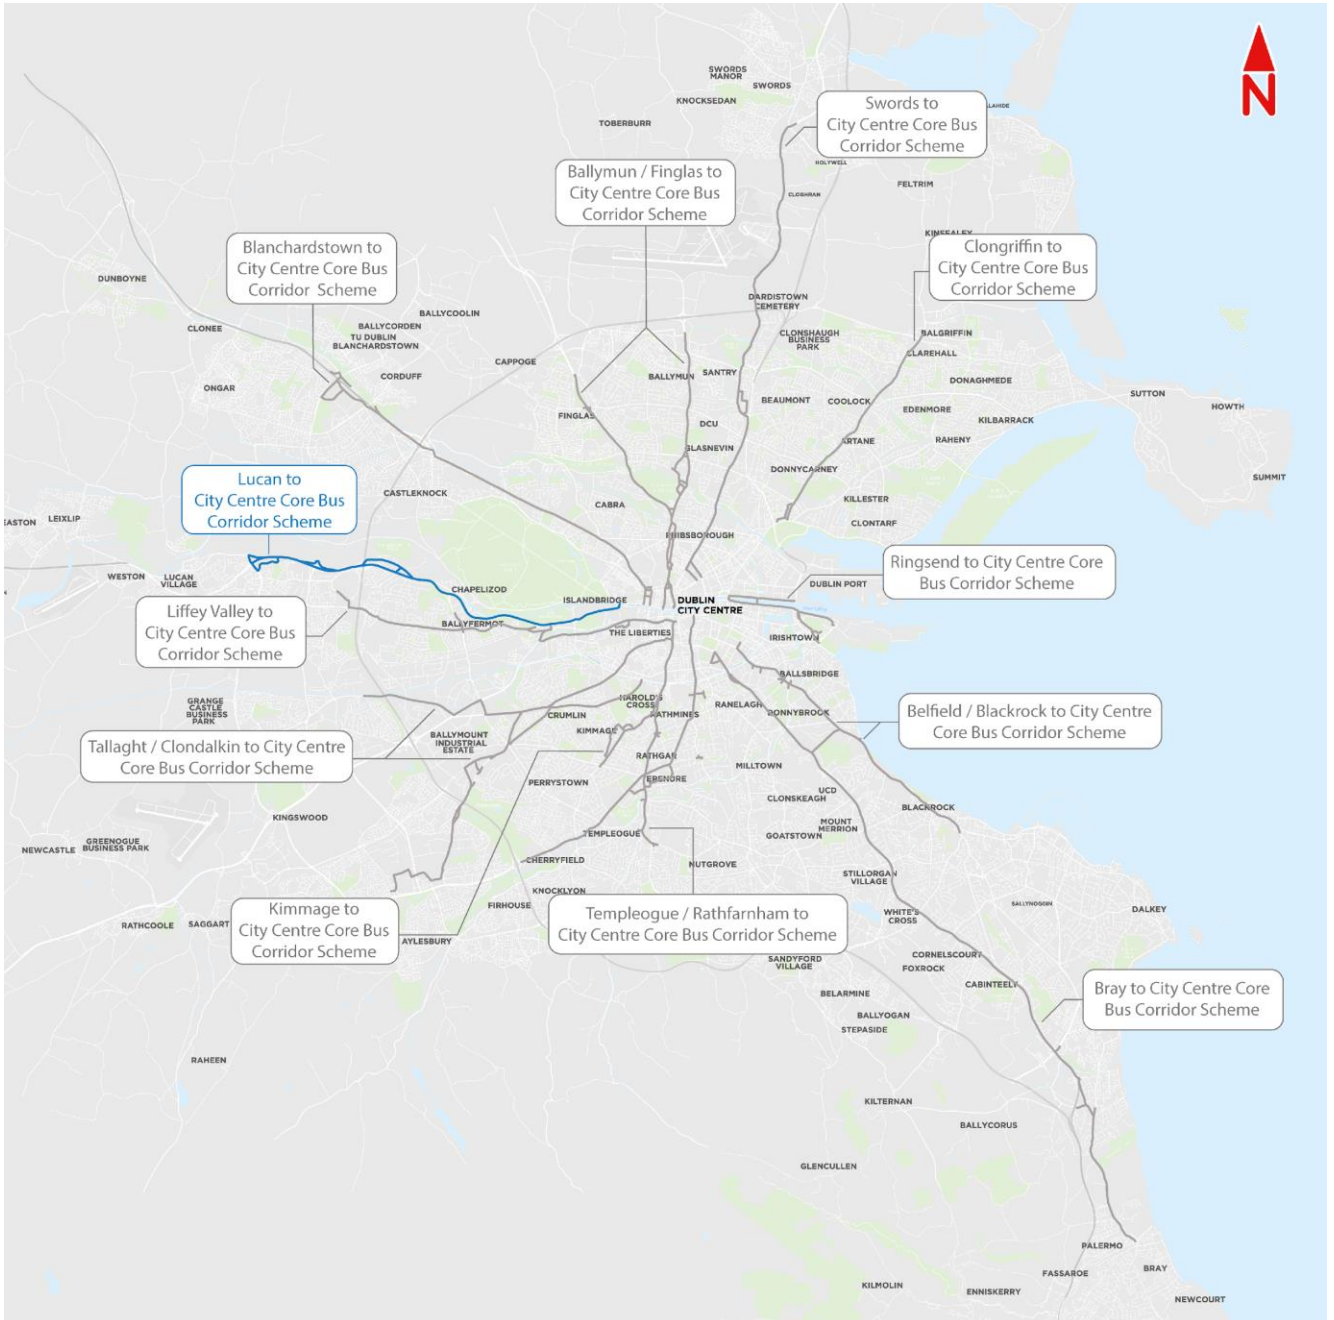 N
SWORDS
MANOR
SWORDS
KNOCKSEDAN
TOBERBURR
Swords to
City Centre Core Bus
Corridor Scheme
LAHIDE
HOLYWELL
CLOGHRAN
FELTRIM
KINSEALEY
Ballymun / Finglas to
City Centre Core Bus
Corridor Scheme
Clongriffin to
City Centre Core Bus
Corridor Scheme
Blanchardstown to
City Centre Core Bus
Corridor Scheme
DUNBOYNE
CLONEE
BALLYCOOLIN
BALLYCORDEN
TU DUBLIN
BLANCHARDSTOWN
CORDUFF
ONGAR
CAPPOGE
DARDISTOWN
CEMETERY
CLONSHAUGH
BUSINESS
PARK
BALGRIFFIN
CLAREHALL
DONAGHMEDE
BALLYMUN
SANTRY
BEAUMONT
COOLOCK
EDENMORE
KILBARRACK
SUTTON
HOWTH
SUMMIT
FINGLAS
DCU
GLASNEVIN
ARTANE
RAHENY
DONNYCARNEY
KILLESTER
CLONTARF
CASTLEKNOCK
CABRA
PHIBSBOROUGH
Lucan to
City Centre Core Bus
Corridor Scheme
EASTON
LEIXLIP
WESTON
LUCAN
VILLAGE
CHAPELIZOD
ISLANDBRIDGE
DUBLIN
CITY CENTRE
DUBLIN PORT
Ringsend to City Centre Core
Bus Corridor Scheme
Liffey Valley to
City Centre Core Bus
Corridor Scheme
BALLYFERMOT
THE LIBERTIES
IRISHTOWN
BALLSBRIDGE
GRANGE
CASTLE
BUSINESS
PARK
HAROLD'S
CROSS
RATHMINES
RANELAGH
DONNYBROOK
CRUMLIN
KIMMAGE
BALLYMOUNT
INDUSTRIAL
ESTATE
Belfield / Blackrock to City Centre
Core Bus Corridor Scheme
Tallaght / Clondalkin to City Centre
Core Bus Corridor Scheme
RATHGAR
MILLTOWN
PERRYSTOWN
CLONSKEAGH
UCD
MOUNT
MERRION
BLACKROCK
GOATSTOWN
KINGSWOOD
TEMPLEOGUE
NEWCASTLE
GREENOGUE
BUSINESS PARK
CHERRYFIELD
NUTGROVE
STILLORGAN
VILLAGE
KNOCKLYON
FIRHOUSE
SALLYNOGGIN
DALKEY
WHITE'S
CROSS
RATHCOOLE
SAGGART
Kimmage to
City Centre Core Bus
Corridor Scheme
AYLESBURY
Templeogue / Rathfarnham to
City Centre Core Bus Corridor Scheme
SANDYFORD
VILLAGE
CORNELSCOURT
FOXROCK
CABINTEELY
BELARMINE
BALLYOGAN
STEPASIDE
Bray to City Centre Core
Bus Corridor Scheme
RAHEEN
KILTERNAN
BALLYCORUS
GLENCULLEN
PALERMO
FASSAROE
BRAY
KILMOLIN
ENNISKERRY
NEWCOURT